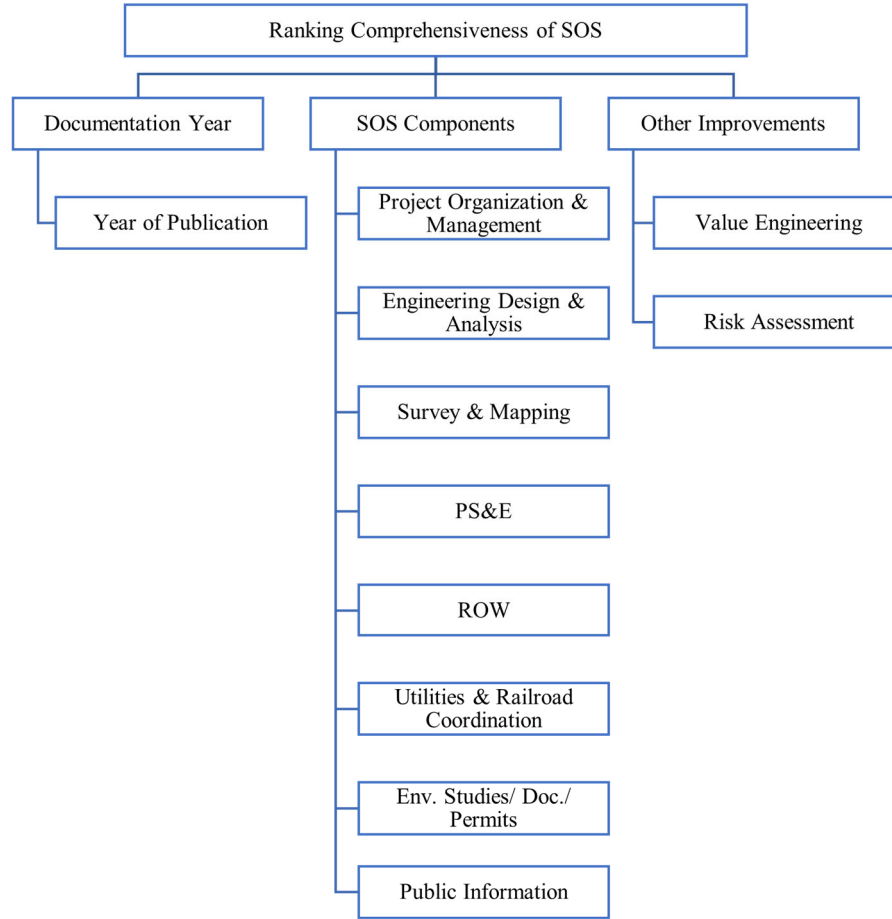 Ranking Comprehensiveness of SOS
Documentation Year
SOS Components
Other Improvements
Year of Publication
Project Organization &
Management
Engineering Design &
Analysis
Survey & Mapping
PS&E
ROW
Utilities & Railroad
Coordination
Env. Studies/ Doc./
Permits
Public Information
Value Engineering
Risk Assessment